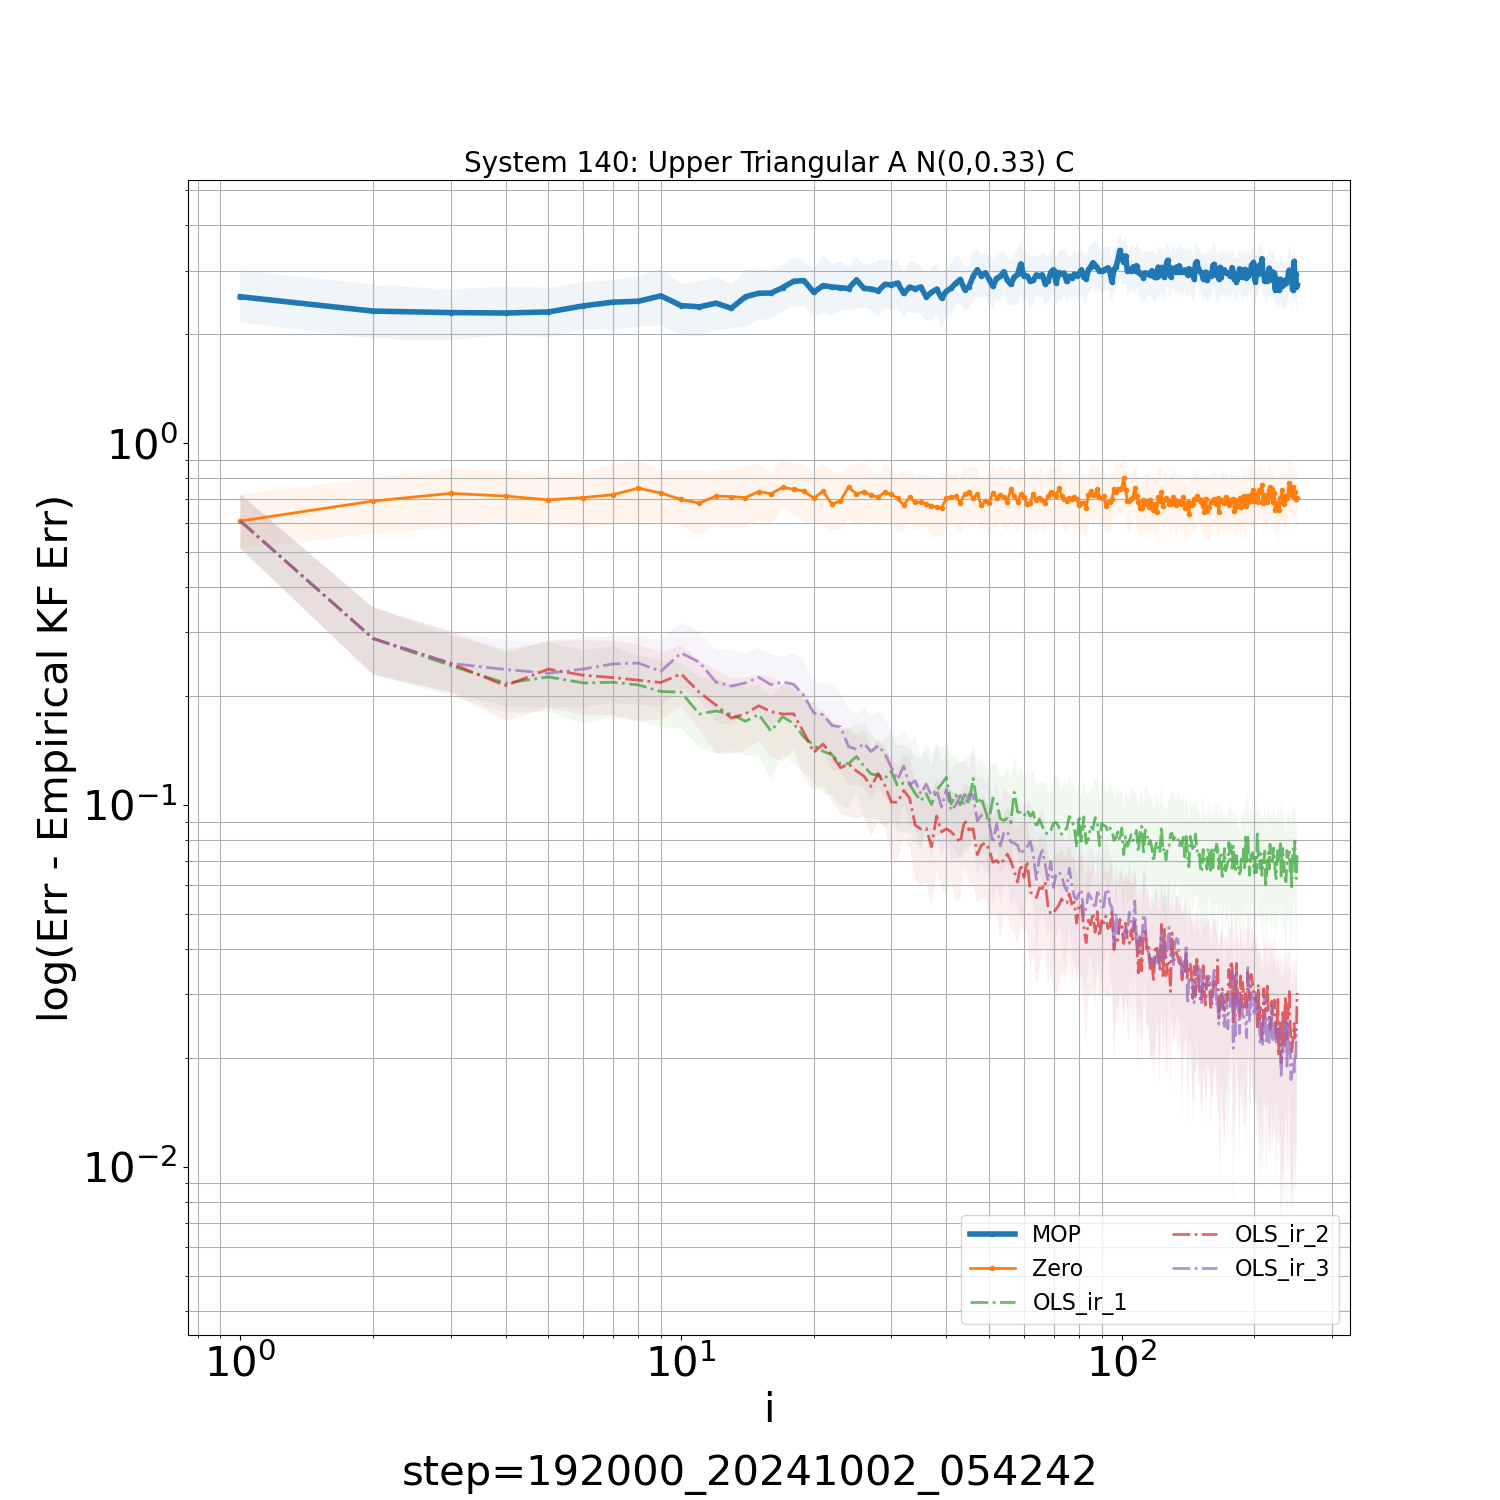 System 140: Upper Triangular A N(0,0.33) C
log(Err - Empirical KF Err)
10^0
10^-1
10^-2
MOP
Zero
OLS_ir_1
OLS_ir_2
OLS_ir_3
10^0
10^1
10^2
i
step=192000_20241002_054242